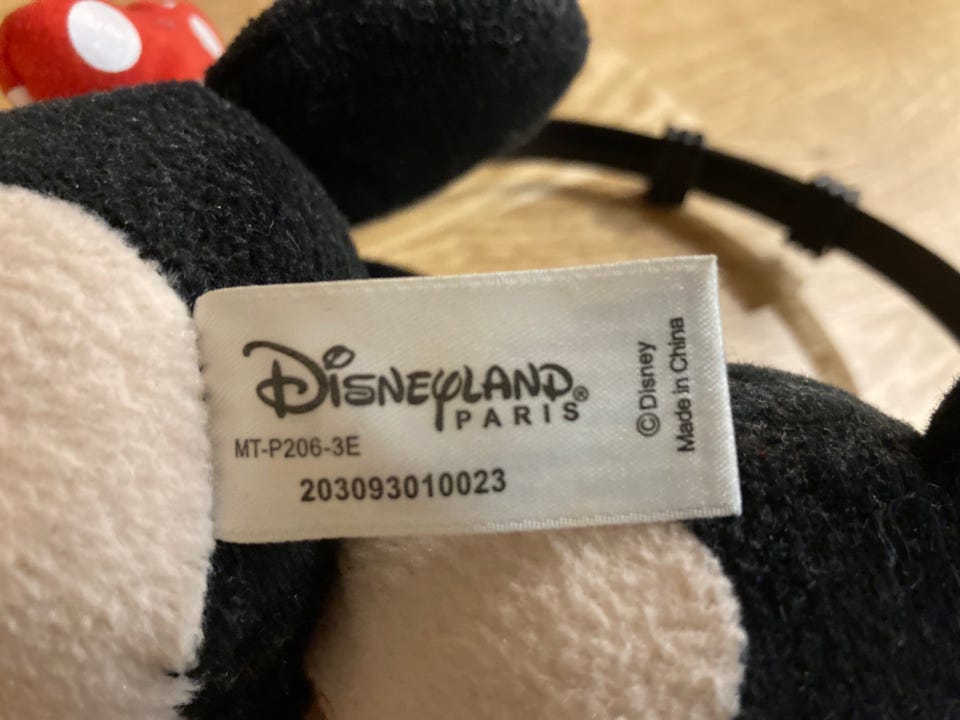 DISNEYLAND®
PARIS
MT-P206-3E
203093010023
©Disney
Made in China